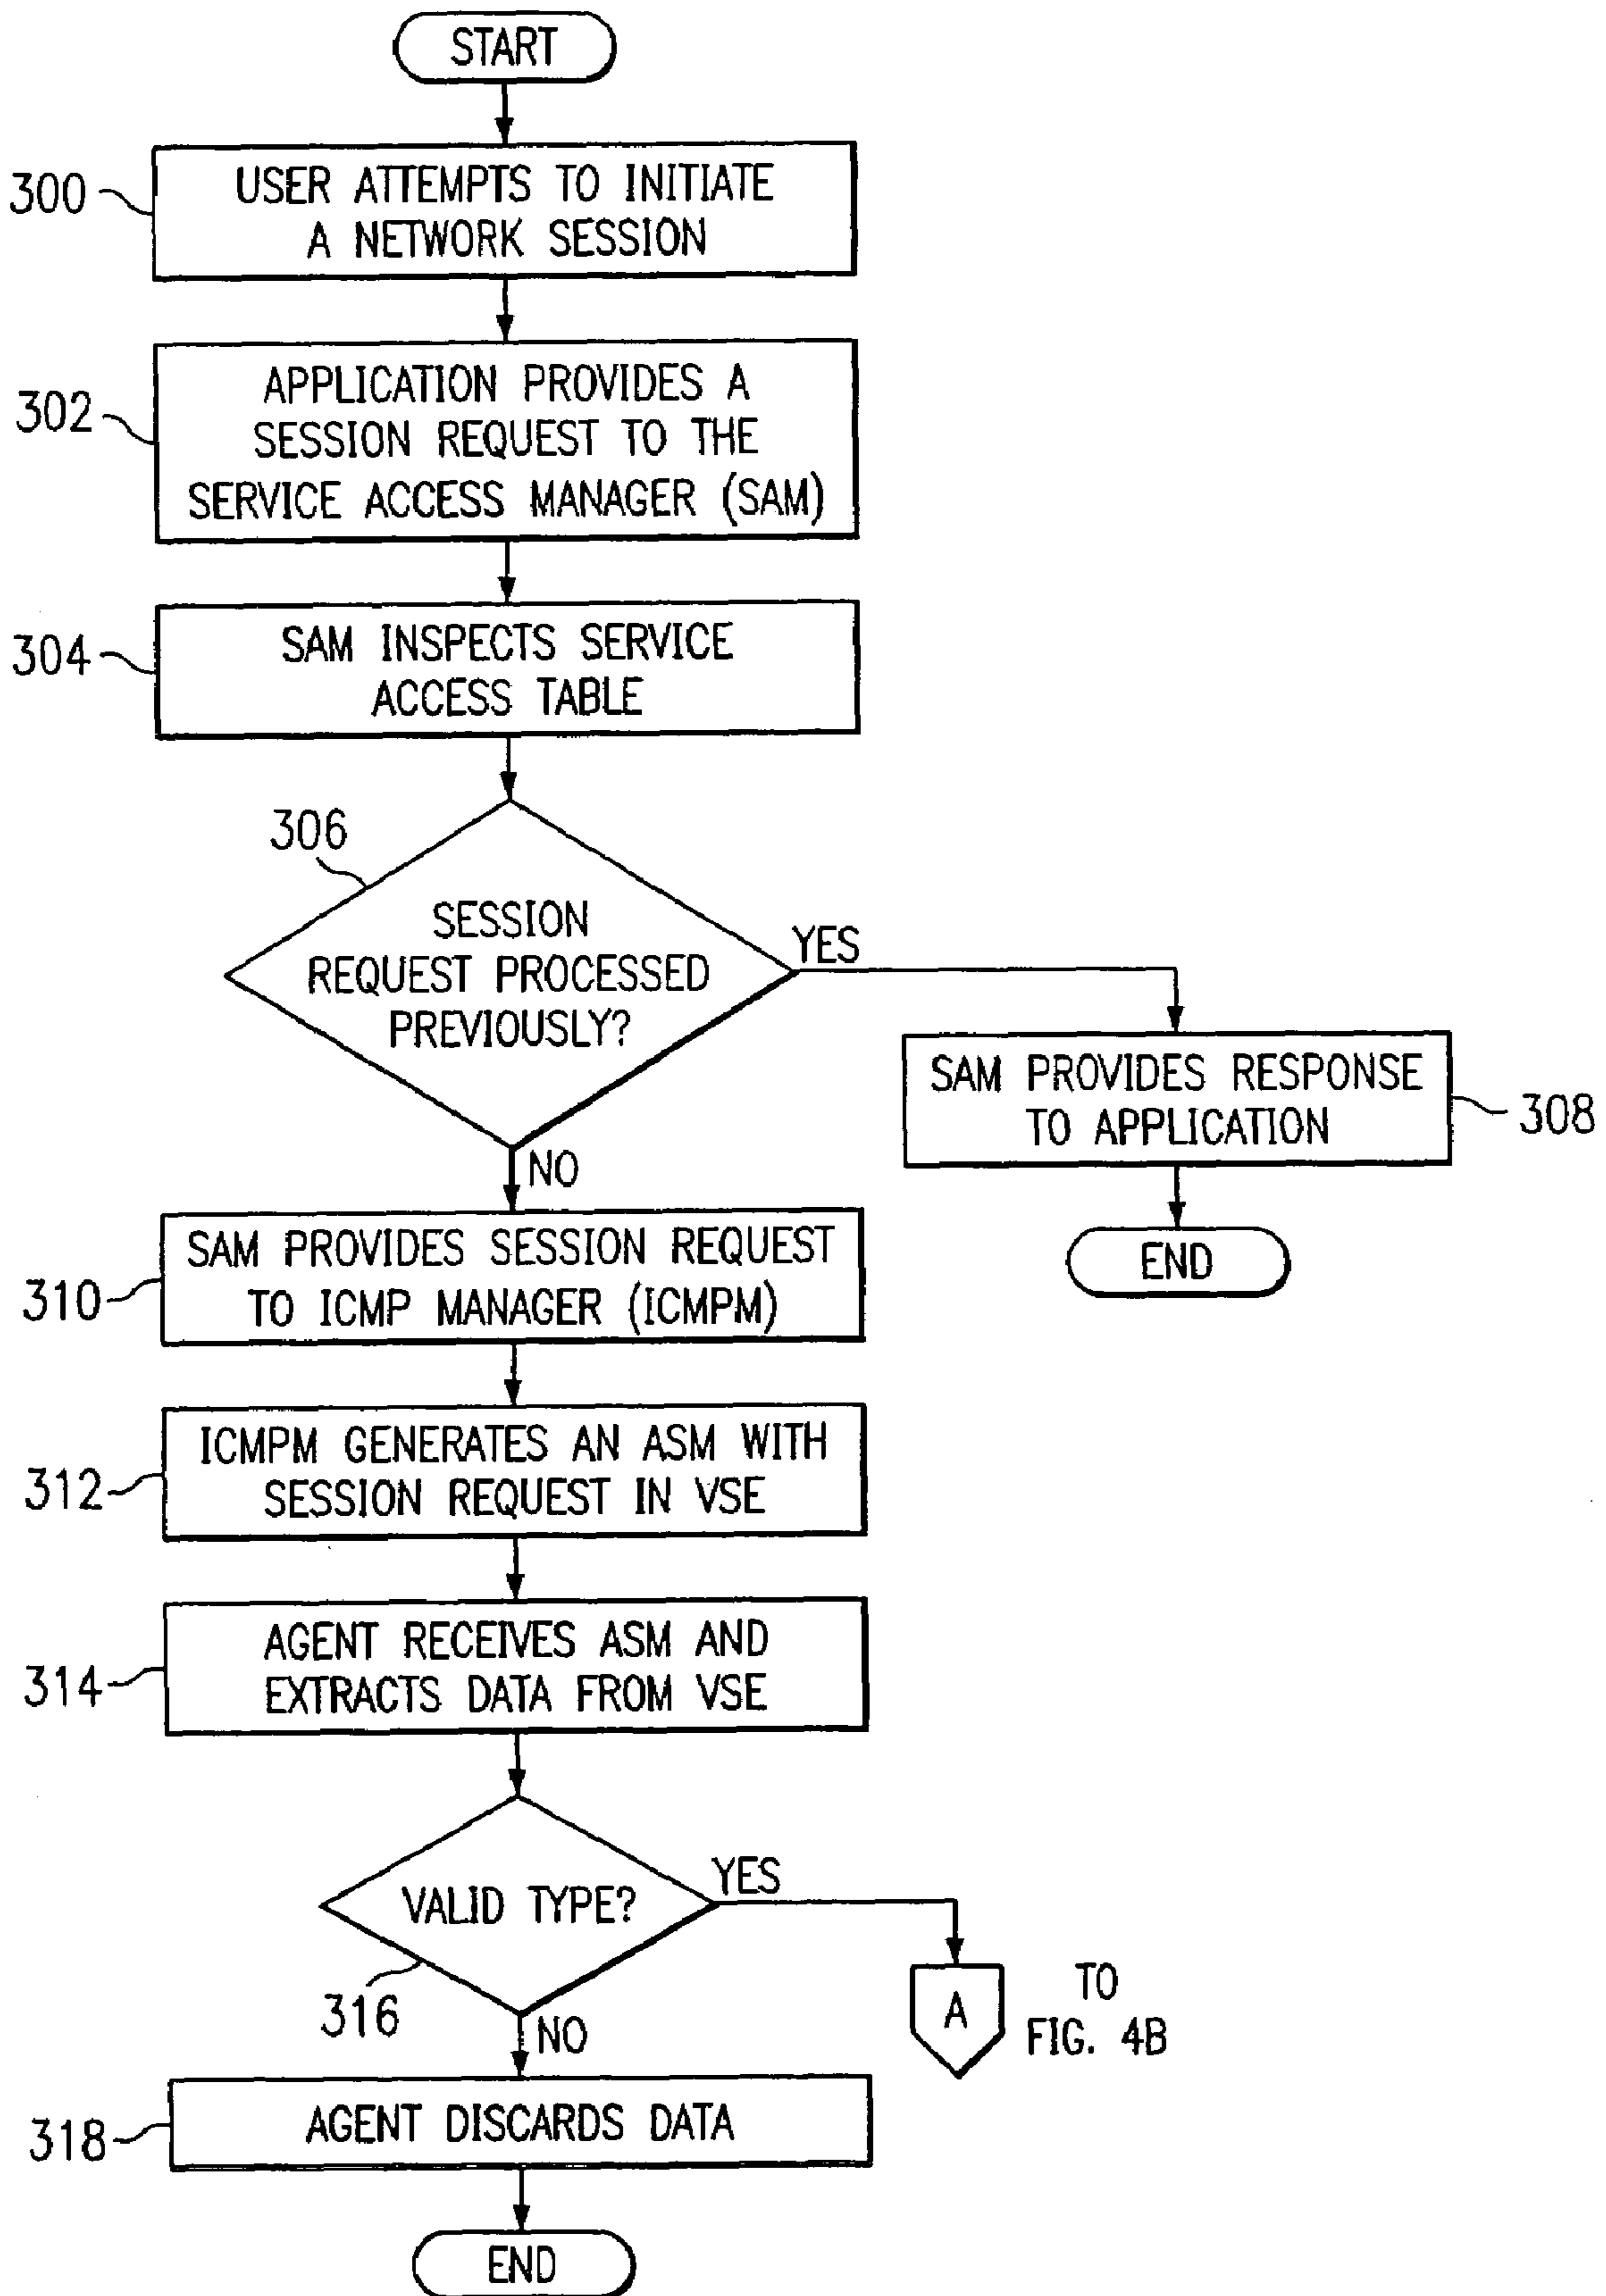 START
300
USER ATTEMPTS TO INITIATE
A NETWORK SESSION
302
APPLICATION PROVIDES A
SESSION REQUEST TO THE
SERVICE ACCESS MANAGER (SAM)
304
SAM INSPECTS SERVICE
ACCESS TABLE
306
SESSION
REQUEST PROCESSED
PREVIOUSLY?
YES
SAM PROVIDES RESPONSE
TO APPLICATION
308
END
NO
310
SAM PROVIDES SESSION REQUEST
TO ICMP MANAGER (ICMPM)
312
ICMPM GENERATES AN ASM WITH
SESSION REQUEST IN VSE
314
AGENT RECEIVES ASM AND
EXTRACTS DATA FROM VSE
316
VALID TYPE?
YES
A
TO
FIG. 4B
NO
318
AGENT DISCARDS DATA
END